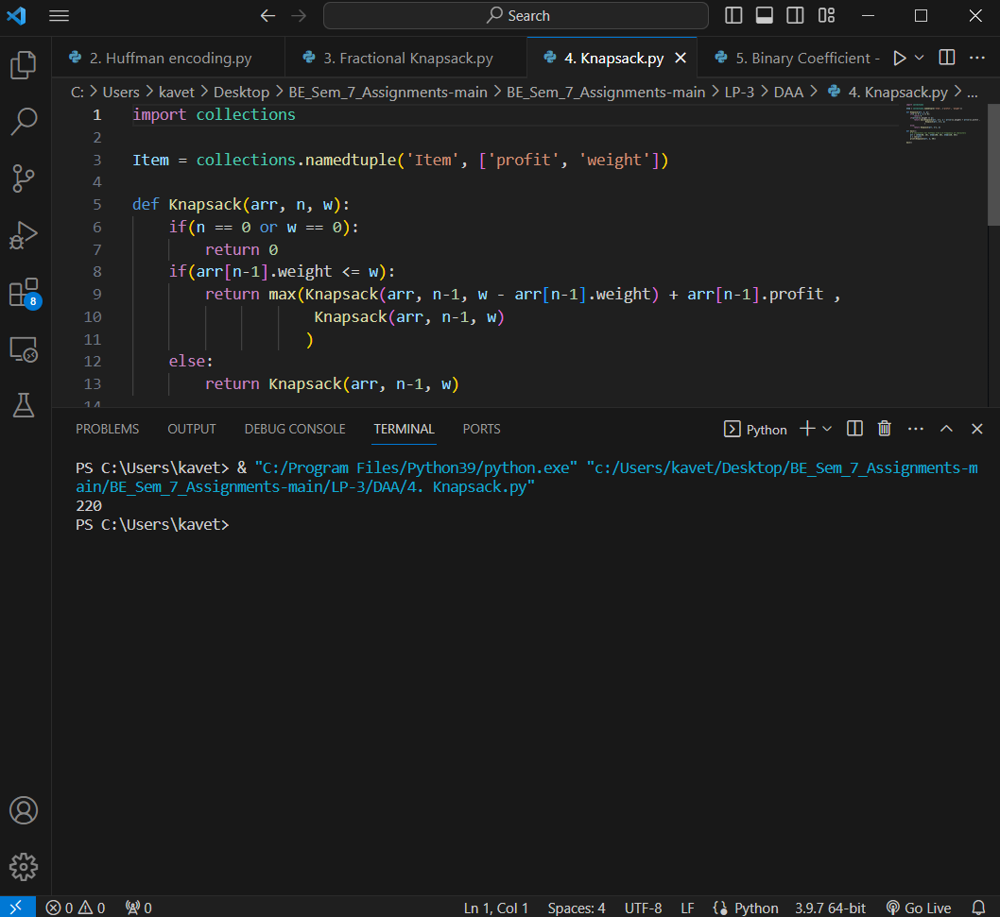 Search
2. Huffman encoding.py
3. Fractional Knapsack.py
4. Knapsack.py
5. Binary Coefficient -
C: > Users > kavet > Desktop > BE_Sem_7_Assignments-main > BE_Sem_7_Assignments-main > LP-3 > DAA > 4. Knapsack.py > ...
1 import collections
2
3 Item = collections.namedtuple('Item', ['profit', 'weight'])
4
5 def Knapsack(arr, n, w):
6 if(n == 0 or w == 0):
7 return 0
8 if(arr[n-1].weight <= w):
9 return max(Knapsack(arr, n-1, w - arr[n-1].weight) + arr[n-1].profit ,
10 Knapsack(arr, n-1, w)
11 )
12 else:
13 return Knapsack(arr, n-1, w)
14
8
PROBLEMS OUTPUT DEBUG CONSOLE TERMINAL PORTS Python
PS C:\Users\kavet> & "C:/Program Files/Python39/python.exe" "c:/Users/kavet/Desktop/BE_Sem_7_Assignments-m
ain/BE_Sem_7_Assignments-main/LP-3/DAA/4. Knapsack.py"
220
PS C:\Users\kavet>
0 0 0 Ln 1, Col 1 Spaces: 4 UTF-8 LF Python 3.9.7 64-bit Go Live